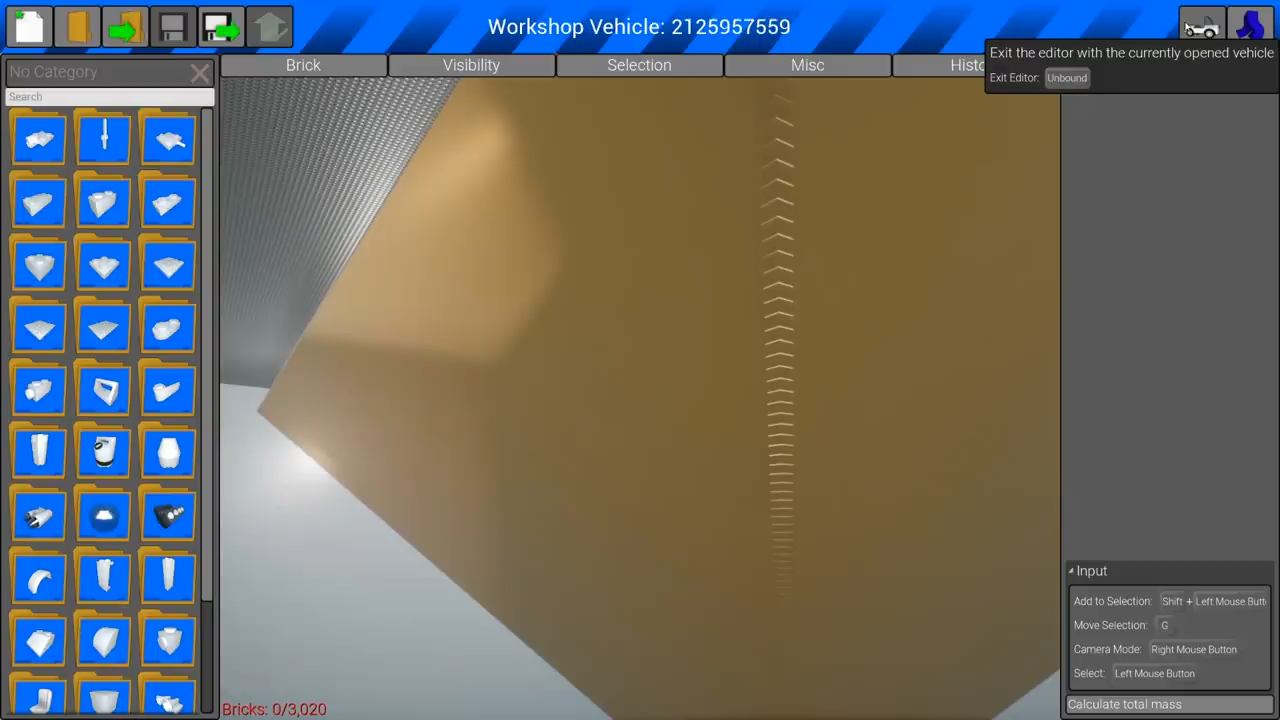 Workshop Vehicle: 2125957559
Exit the editor with the currently opened vehicle
Exit Editor: Unbound
No Category
Search
Brick
Visibility
Selection
Misc
Histo
Input
Add to Selection: Shift + Left Mouse Butt
Move Selection: G
Camera Mode: Right Mouse Button
Select: Left Mouse Button
Calculate total mass
Bricks: 0/3,020